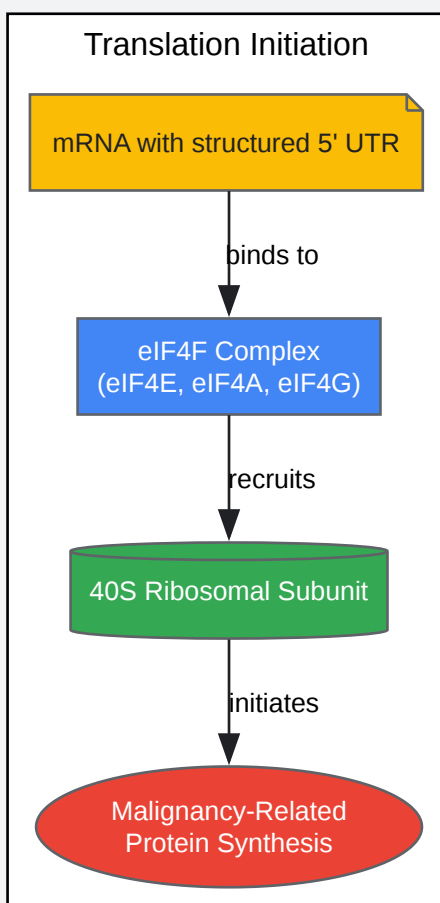 Translation Initiation
mRNA with structured 5' UTR
binds to
eIF4F Complex
(eIF4E, eIF4A, eIF4G)
recruits
40S Ribosomal Subunit
initiates
Malignancy-Related
Protein Synthesis